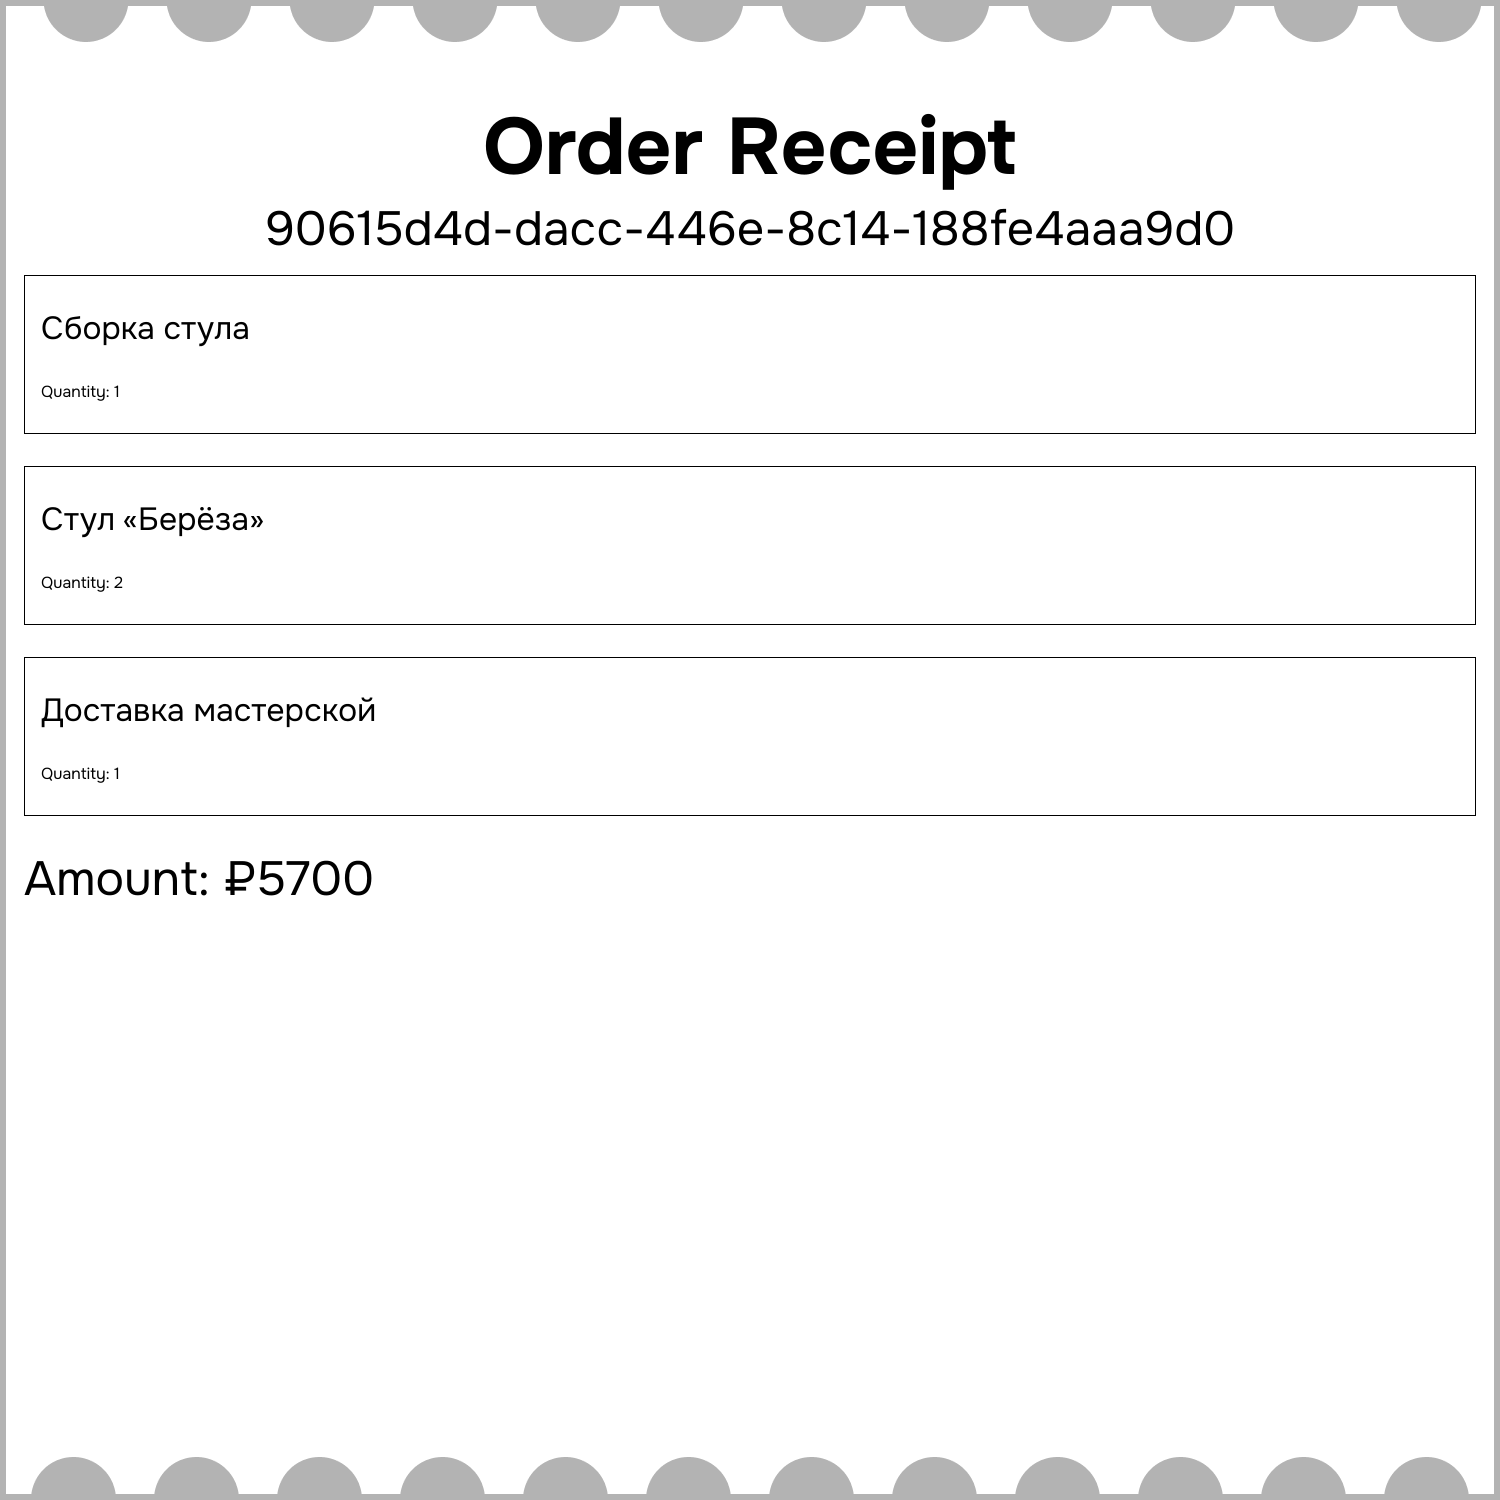 Order Receipt
90615d4d-dacc-446e-8c14-188fe4aaa9d0
Сборка стула
Quantity: 1
Стул «Берёза»
Quantity: 2
Доставка мастерской
Quantity: 1
Amount: ₽5700